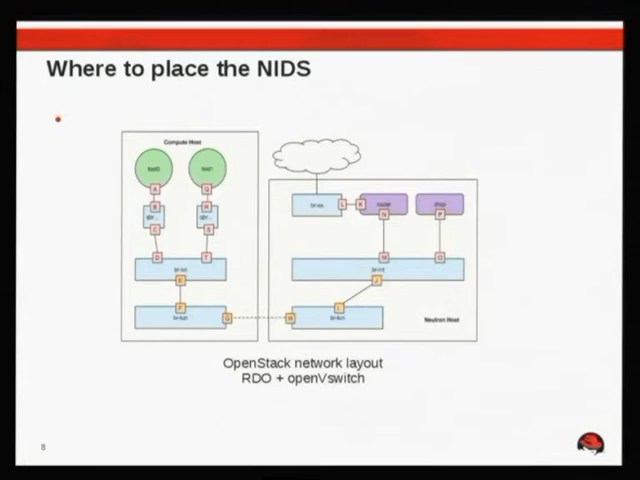 Where to place the NIDS
Compute Host
A
Q
B
R
C
S
D
T
br-int
E
F
br-tun
G
br-ex
L
K
router
N
P
M
O
br-int
J
I
H
br-tun
Neutron Host
OpenStack network layout
RDO + openVswitch
8